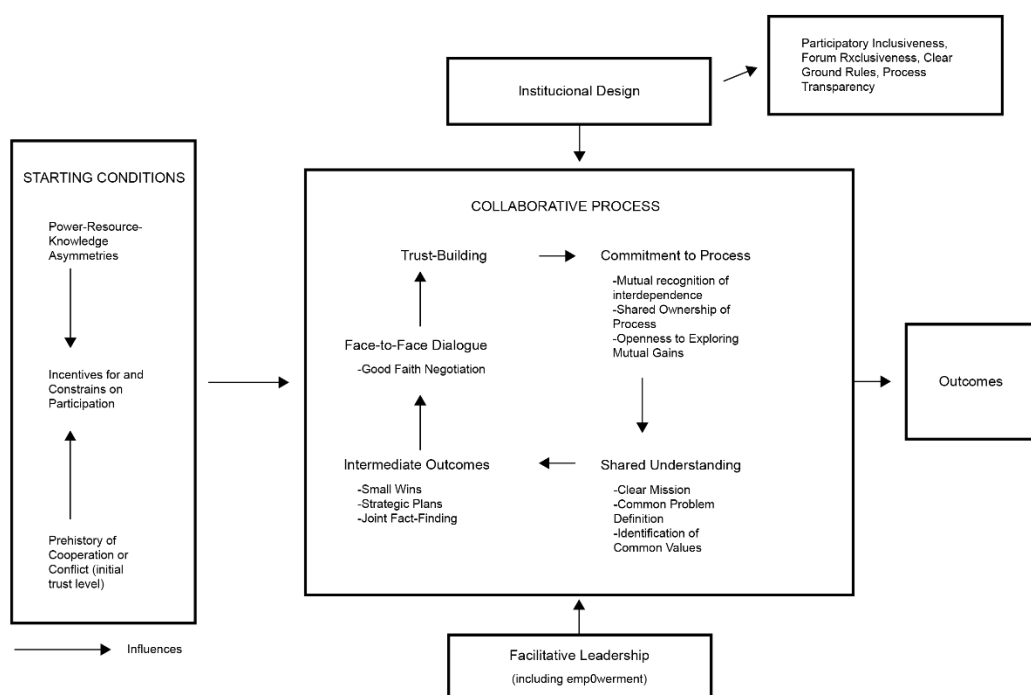 Participatory Inclusiveness,
Forum Rxclusiveness, Clear
Ground Rules, Process
Transparency
Institucional Design
STARTING CONDITIONS
Power-Resource-
Knowledge
Asymmetries
Incentives for and
Constrains on
Participation
Prehistory of
Cooperation or
Conflict (initial
trust level)
COLLABORATIVE PROCESS
Trust-Building
Commitment to Process
-Mutual recognition of
interdependence
-Shared Ownership of
Process
-Openness to Exploring
Mutual Gains
Face-to-Face Dialogue
-Good Faith Negotiation
Intermediate Outcomes
-Small Wins
-Strategic Plans
-Joint Fact-Finding
Shared Understanding
-Clear Mission
-Common Problem
Definition
-Identification of
Common Values
Outcomes
Influences
Facilitative Leadership
(including emp0werment)